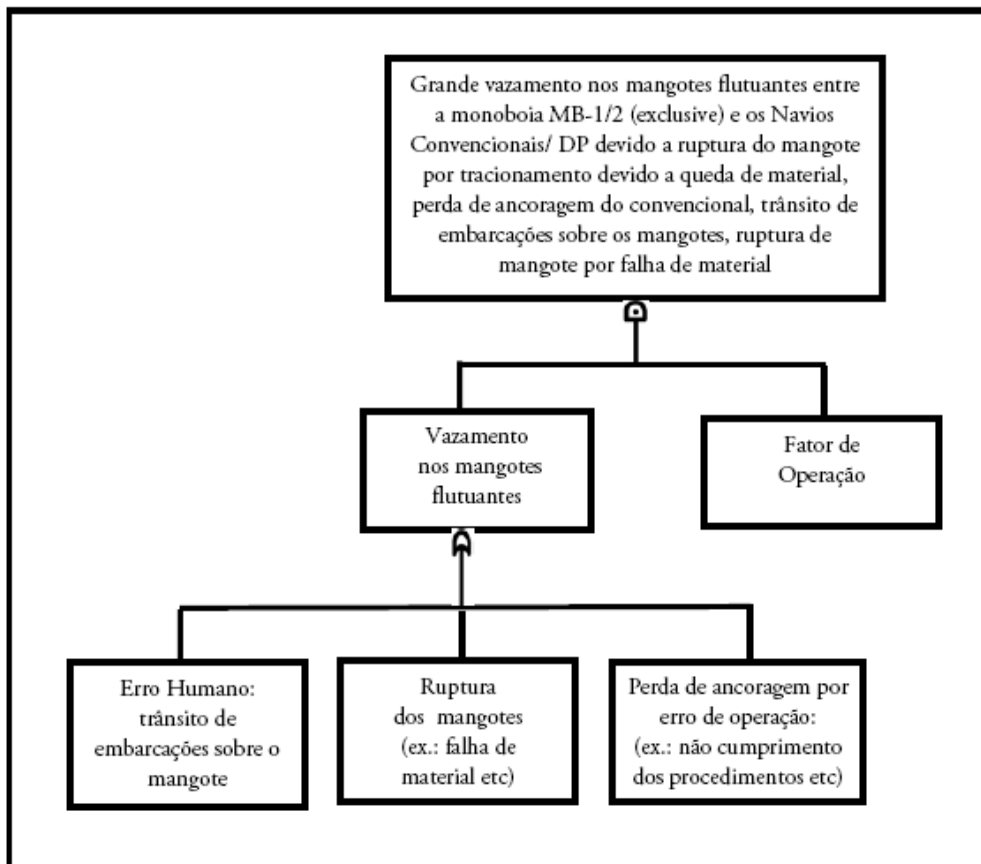 Grande vazamento nos mangotes flutuantes entre
a monoboia MB-1/2 (exclusive) e os Navios
Convencionais/ DP devido a ruptura do mangote
por tracionamento devido a queda de material,
perda de ancoragem do convencional, trânsito de
embarcações sobre os mangotes, ruptura de
mangote por falha de material
Vazamento
nos mangotes
flutuantes
Fator de
Operação
Erro Humano:
trânsito de
embarcações sobre o
mangote
Ruptura
dos mangotes
(ex.: falha de
material etc)
Perda de ancoragem por
erro de operação:
(ex.: não cumprimento
dos procedimentos etc)